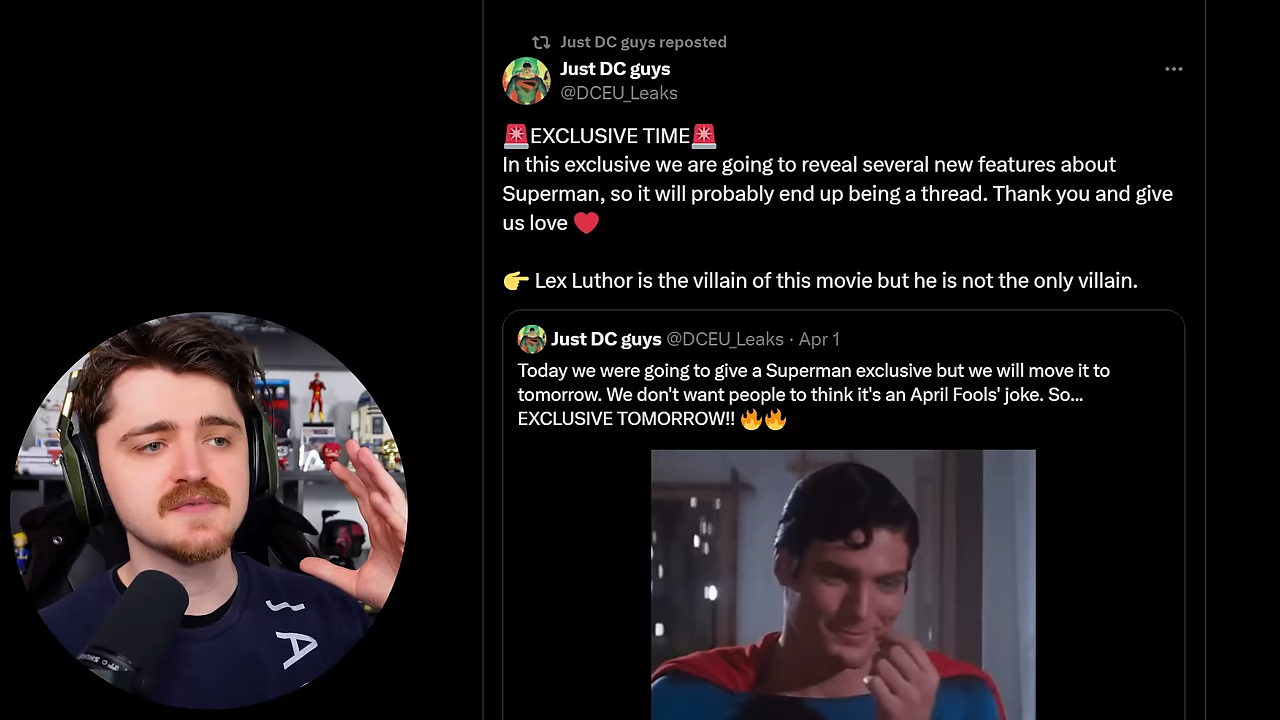 Just DC guys reposted
Just DC guys
@DCEU_Leaks
🚨EXCLUSIVE TIME🚨
In this exclusive we are going to reveal several new features about
Superman, so it will probably end up being a thread. Thank you and give
us love ❤️
👉 Lex Luthor is the villain of this movie but he is not the only villain.
Just DC guys @DCEU_Leaks · Apr 1
Today we were going to give a Superman exclusive but we will move it to
tomorrow. We don't want people to think it's an April Fools' joke. So...
EXCLUSIVE TOMORROW!! 🔥🔥
J
A